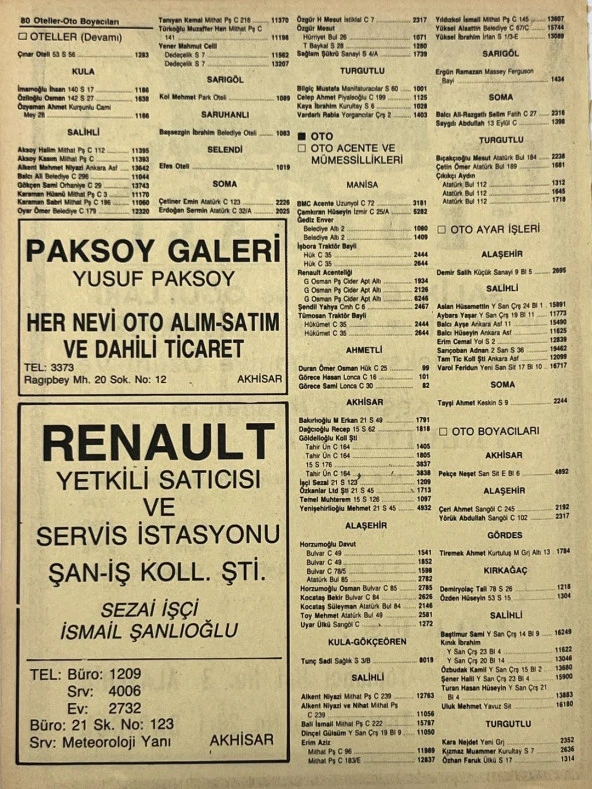 80 Oteller-Oto Boyacıları
□ OTELLER (Devamı)
Çınar Oteli 53 S 56 1283
KULA
İmamoğlu İhsan 140 S 17 1186
Özliloğlu Osman 142 S 27 1638
Özyaman Ahmet Kurşunlu Cami
May 28 1186
SALİHLİ
Aksoy Halim Mithat Pş C 112 11395
Aksoy Kasım Mithat Pş C 11393
Alkent Mehmet Niyazi Ankara Asf 13642
Balcı Ali Belediye C 296 11044
Gökçen Sami Orhaniye C 29 13743
Karaman Hüsnü Mithat Pş C 3 11170
Karaman Sabri Mithat Pş C 196 11060
Oyar Ömer Belediye C 179 12320
Tanıyan Kemal Mithat Pş C 216 11370
Türkoğlu Muzaffer Han Mithat Pş C
141 11198
Yener Mahmut Celil
Dedeçelik S 7 11582
Dedeçelik S 7 13207
SARIGÖL
Kol Mehmet Park Oteli 1089
SARUHANLI
Başsezgin İbrahim Belediye Oteli 1083
SELENDİ
Efes Oteli 1019
SOMA
Çetiner Emin Atatürk C 123 2226
Erdoğan Sermin Atatürk C 32/A 2025
PAKSOY GALERİ
YUSUF PAKSOY
HER NEVİ OTO ALIM-SATIM
VE DAHİLİ TİCARET
TEL: 3373
Ragıpbey Mh. 20 Sok. No: 12 AKHİSAR
RENAULT
YETKİLİ SATICISI
VE
SERVİS İSTASYONU
ŞAN-İŞ KOLL. ŞTİ.
SEZAİ İŞÇİ
İSMAİL ŞANLIOĞLU
TEL: Büro: 1209
Srv: 4006
Ev: 2732
Büro: 21 Sk. No: 123
Srv: Meteoroloji Yanı AKHİSAR
Özgür H Mesut İstiklal C 7 2317
Özgür Mesut
Hürriyet Bul 26 1071
T Baykal S 28 1280
Sağlam Şükrü Sanayi S 4/A 1739
TURGUTLU
Bilgiç Mustafa Manifaturacılar S 60 1001
Celep Ahmet Piyaleoğlu C 199 1124
Kaya İbrahim Kurultay S 6 1028
Vardarlı Rabia Yorgancılar Çrş 2 1403
■ OTO
□ OTO ACENTE VE
MÜMESSİLLİKLERİ
MANİSA
BMC Acente Uzunyol C 72 3181
Çamkıran Hüseyin İzmir C 25/A 6282
Gediz Enver
Belediye Altı 2 1080
Belediye Altı 2 1409
İşbora Traktör Bayii
Hük C 35 2444
Hük C 35 2644
Renault Acenteliği
G Osman Pş Cider Apt Altı 1934
G Osman Pş Cider Apt Altı 2126
G Osman Pş Cider Apt Altı 6246
Şendil Yahya Cmh C 6 2467
Tümosan Traktör Bayii
Hükümet C 35 2444
Hükümet C 35 2644
AHMETLİ
Duran Ömer Osman Hük C 25 99
Görece Hasan Lonca C 16 101
Görece Sami Lonca C 30 82
AKHİSAR
Bakırlıoğlu M Erkan 21 S 49 1791
Dağcıoğlu Recep 15 S 62 1818
Göldelioğlu Koll Şti
Tahir Ün C 164 1405
Tahir Ün C 164 1805
15 S 176 3837
Tahir Ün C 164 3838
İşçi Sezai 21 S 123 1209
Özkanlar Ltd Şti 21 S 45 1713
Temel Muhterem 15 S 126 1097
Yenişehirlioğlu Mehmet 21 S 45 4932
ALAŞEHİR
Horzumoğlu Davut
Bulvar C 49 1541
Bulvar C 49 1852
Bulvar C 78/5 1598
Atatürk Bul 85 2782
Horzumoğlu Osman Bulvar C 85 2785
Kocataş Bekir Bulvar C 84 2626
Kocataş Süleyman Atatürk Bul 84 2146
Toy Mehmet Atatürk Bul 49 2581
Uyar Ülkü Sangöl C 1272
KULA-GÖKÇEÖREN
Tunç Sadi Sağlık S 3/B 8019
SALİHLİ
Alkent Niyazi Mithat Pş C 239 12763
Alkent Niyazi ve Nihat Mithat Pş
C 239 11056
Bali İsmail Mithat Pş C 222 15787
Dinçel Gülsüm Y San Çrş 19 Bl 9 11050
Erim Aziz
Mithat Pş C 96 11989
Mithat Pş C 183/E 12837
Yıldızkol İsmail Mithat Pş C 145 13607
Yüksel Alaettin Belediye C 67/C 15744
Yüksel İbrahim İrfan S 1/3-E 13089
SARIGÖL
Ergün Ramazan Massey Ferguson
Bayi 1434
SOMA
Balcı Ali-Razgatlı Selim Fatih C 27 2316
Saygılı Abdullah 13 Eylül C 1398
TURGUTLU
Bıçakçıoğlu Mesut Atatürk Bul 184 2238
Çetin Ömer Atatürk Bul 189 1681
Çıkıkçı Aydın
Atatürk Bul 112 1312
Atatürk Bul 112 1645
Atatürk Bul 112 1718
□ OTO AYAR İŞLERİ
ALAŞEHİR
Demir Salih Küçük Sanayi 9 Bl 5 2695
SALİHLİ
Aslan Hüsamettin Y San Çrş 24 Bl 1 15891
Aybars Yaşar Y San Çrş 19 Bl 11 11773
Balcı Ayşe Ankara Asf 11 15490
Balcı Hüseyin Ankara Asf 11625
Erim Cemal Yol S 2 12839
Sarıçoban Adnan 2 San S 36 19462
Tam Tic Koll Şti Ankara Asf 12099
Varol Feridun Yeni San Sit 17 Bl 10 16717
SOMA
Tayşi Ahmet Keskin S 9 2244
□ OTO BOYACILARI
AKHİSAR
Pekçe Neşet San Sit E Bl 6 4892
ALAŞEHİR
Çeri Ahmet Sangöl C 245 2192
Yörük Abdullah Sangöl C 102 2317
GÖRDES
Tiremek Ahmet Kurtuluş M Grj Altı 13 1784
KIRKAĞAÇ
Demiryolaç Tali 78 S 26 1218
Özden Hüseyin 53 S 15 1304
SALİHLİ
Baştimur Sami Y San Çrş 14 Bl 9 16249
Kınık İbrahim
Y San Çrş 23 Bl 4 11622
Y San Çrş 20 Bl 14 13046
Özbudak Kamil Y San Çrş 15 Bl 2 13680
Şener Halil Y San Çrş 23 Bl 4 15900
Turan Hasan Hüseyin Y San Çrş 21
Bl 4 13883
Uluk Mehmet Yavuz Sit 16180
TURGUTLU
Kara Nejdet Yeni Grj 2352
Kızmaz Muammer Kurultay S 7 2636
Özhan Faruk Ülkü S 17 1314